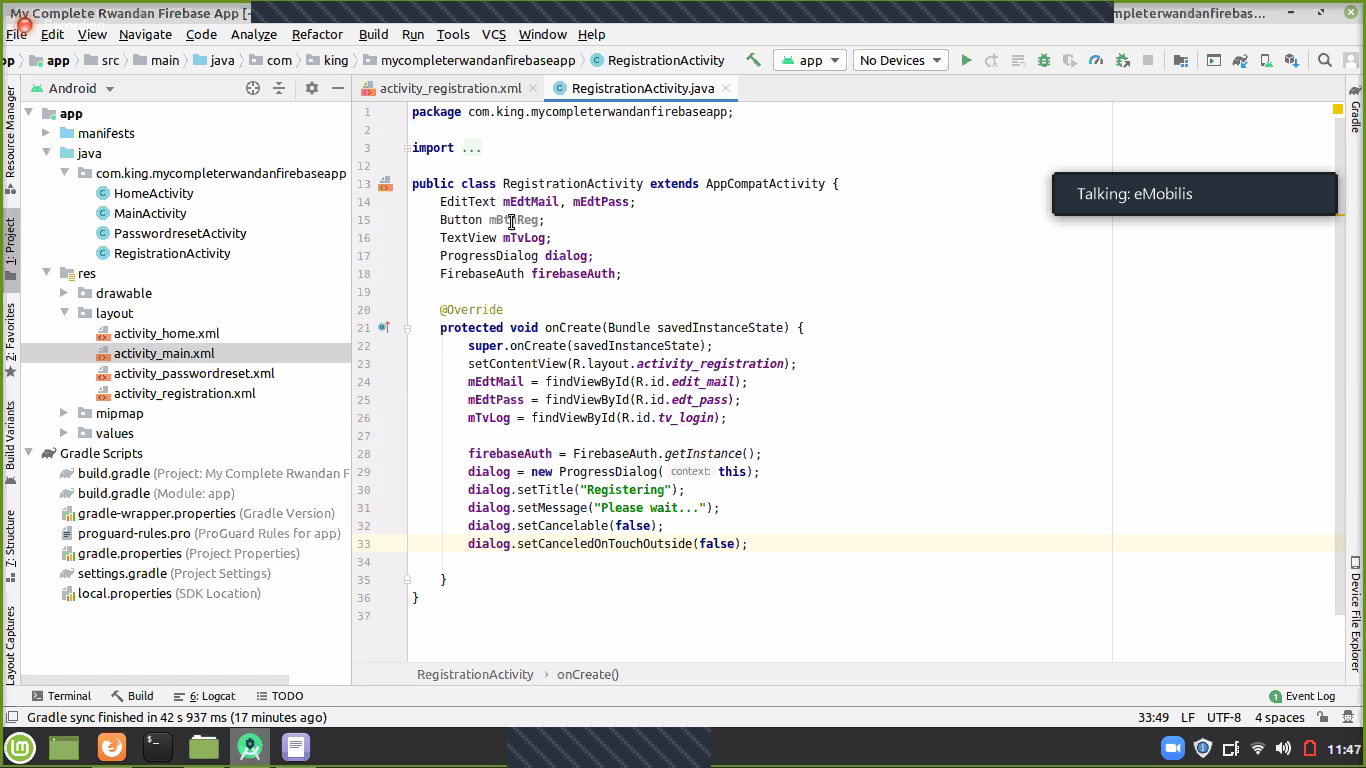 My Complete Rwandan Firebase App [-
mpleterwandanfirebas...
File Edit View Navigate Code Analyze Refactor Build Run Tools VCS Window Help
pp app src main java com king mycompleterwandanfirebaseapp RegistrationActivity app No Devices
Android
activity_registration.xml RegistrationActivity.java
Resource Manager
1: Project
2: Favorites
Build Variants
7: Structure
Layout Captures
app
manifests
java
com.king.mycompleterwandanfirebaseapp
HomeActivity
MainActivity
PasswordresetActivity
RegistrationActivity
res
drawable
layout
activity_home.xml
activity_main.xml
activity_passwordreset.xml
activity_registration.xml
mipmap
values
Gradle Scripts
build.gradle (Project: My Complete Rwandan F
build.gradle (Module: app)
gradle-wrapper.properties (Gradle Version)
proguard-rules.pro (ProGuard Rules for app)
gradle.properties (Project Properties)
settings.gradle (Project Settings)
local.properties (SDK Location)
1 package com.king.mycompleterwandanfirebaseapp;
2
3 import ...
12
13 public class RegistrationActivity extends AppCompatActivity {
14 EditText mEdtMail, mEdtPass;
15 Button mBtnReg;
16 TextView mTvLog;
17 ProgressDialog dialog;
18 FirebaseAuth firebaseAuth;
19
20 @Override
21 protected void onCreate(Bundle savedInstanceState) {
22 super.onCreate(savedInstanceState);
23 setContentView(R.layout.activity_registration);
24 mEdtMail = findViewById(R.id.edit_mail);
25 mEdtPass = findViewById(R.id.edt_pass);
26 mTvLog = findViewById(R.id.tv_login);
27
28 firebaseAuth = FirebaseAuth.getInstance();
29 dialog = new ProgressDialog( context: this);
30 dialog.setTitle("Registering");
31 dialog.setMessage("Please wait...");
32 dialog.setCancelable(false);
33 dialog.setCanceledOnTouchOutside(false);
34
35 }
36 }
37
Talking: eMobilis
Gradle
Device File Explorer
RegistrationActivity › onCreate()
Terminal Build 6: Logcat TODO 1 Event Log
Gradle sync finished in 42 s 937 ms (17 minutes ago) 33:49 LF UTF-8 4 spaces
11:47